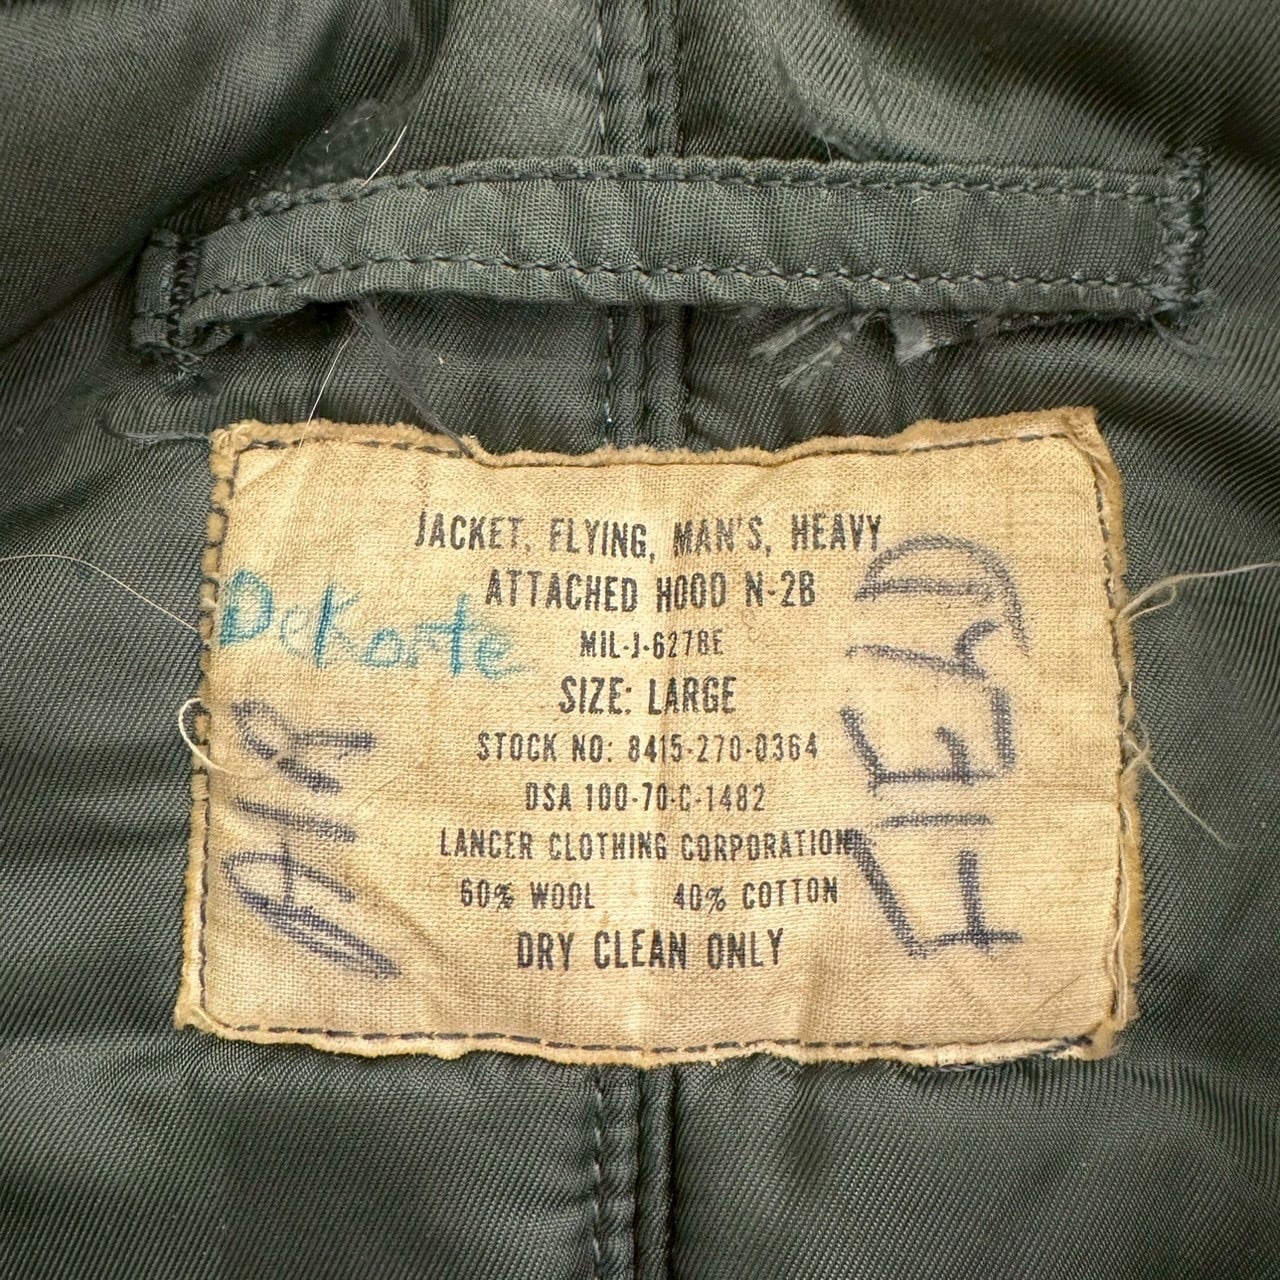 JACKET, FLYING, MAN'S, HEAVY
ATTACHED HOOD N-2B
MIL-J-6278E
SIZE: LARGE
STOCK NO: 8415-270-0364
DSA 100-70-C-1482
LANCER CLOTHING CORPORATION
60% WOOL 40% COTTON
DRY CLEAN ONLY
DeKorte
AIR
FIELD